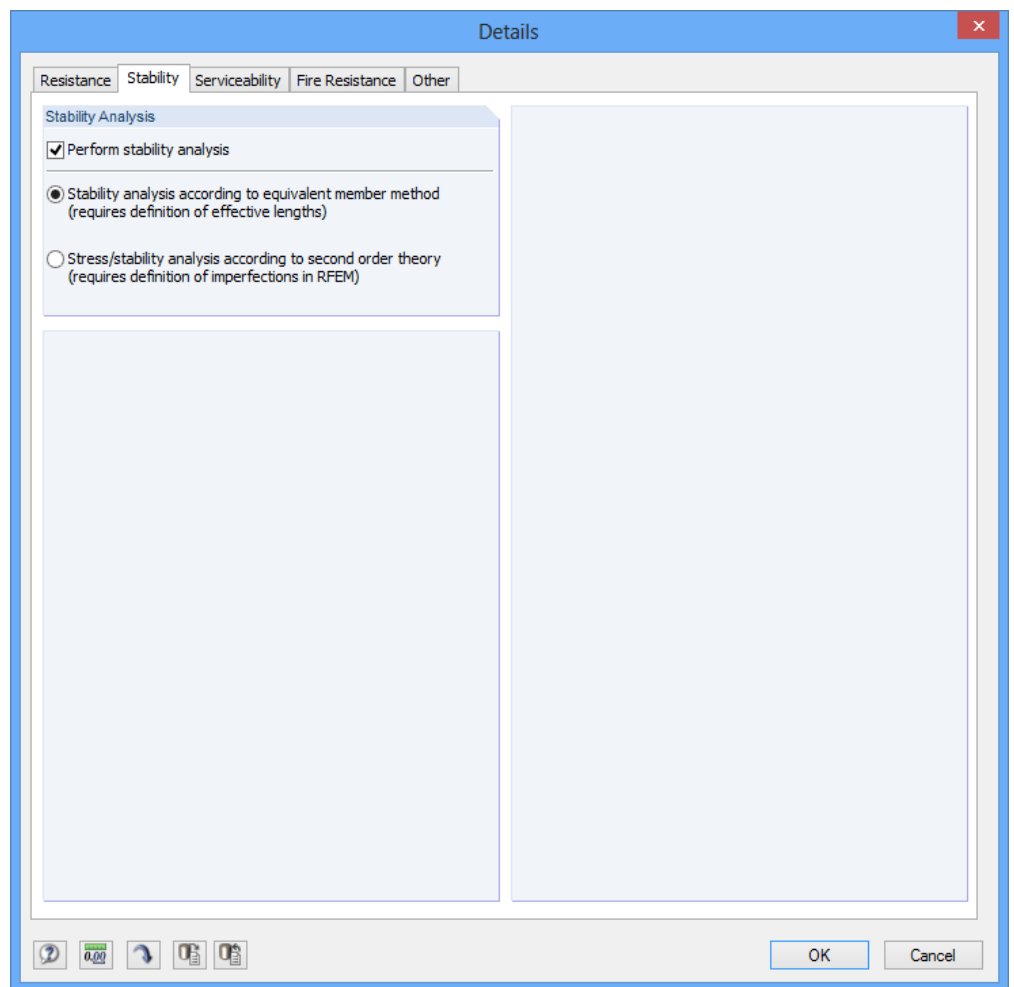 Details
Resistance Stability Serviceability Fire Resistance Other
Stability Analysis
Perform stability analysis
Stability analysis according to equivalent member method
(requires definition of effective lengths)
Stress/stability analysis according to second order theory
(requires definition of imperfections in RFEM)
0.00
OK Cancel